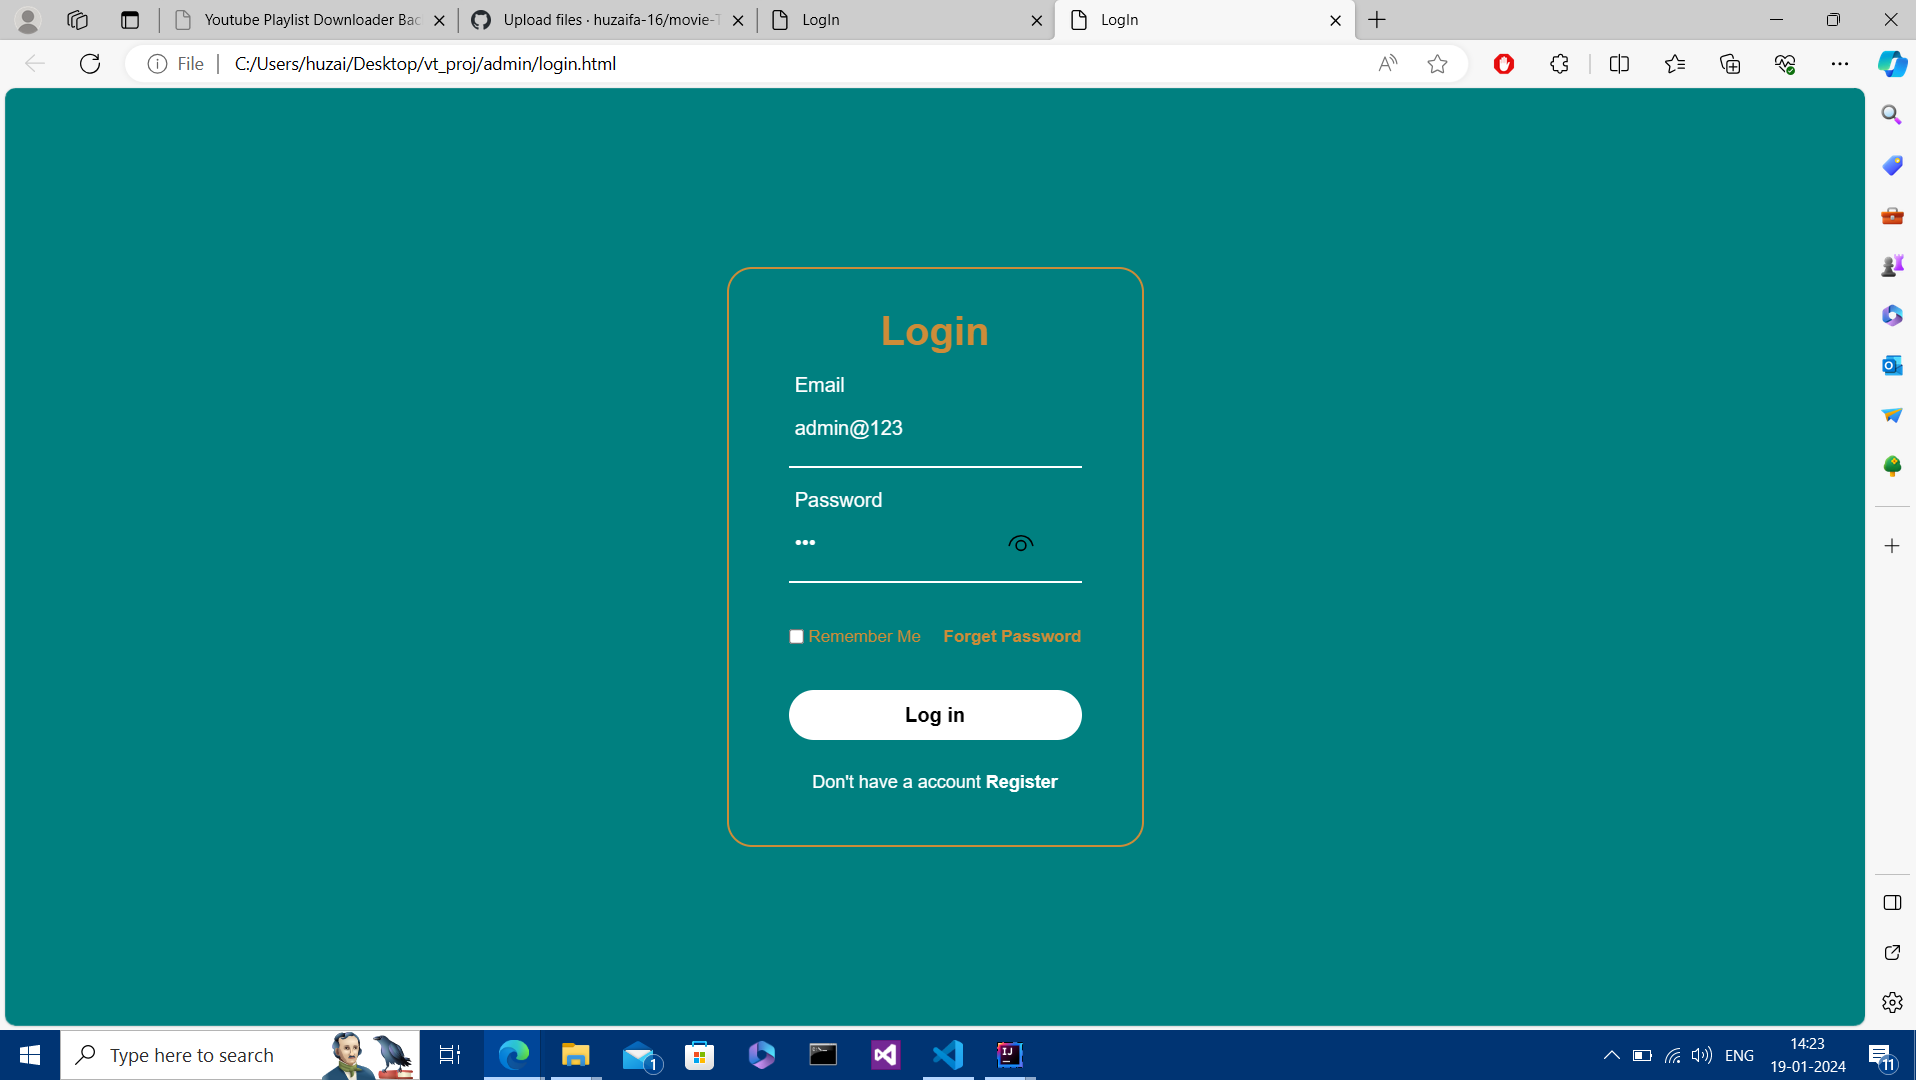 Youtube Playlist Downloader Bac
Upload files · huzaifa-16/movie-T
LogIn
LogIn
File
C:/Users/huzai/Desktop/vt_proj/admin/login.html
Login
Email
admin@123
Password
•••
Remember Me Forget Password
Log in
Don't have a account Register
Type here to search
1
ENG
14:23
19-01-2024
11